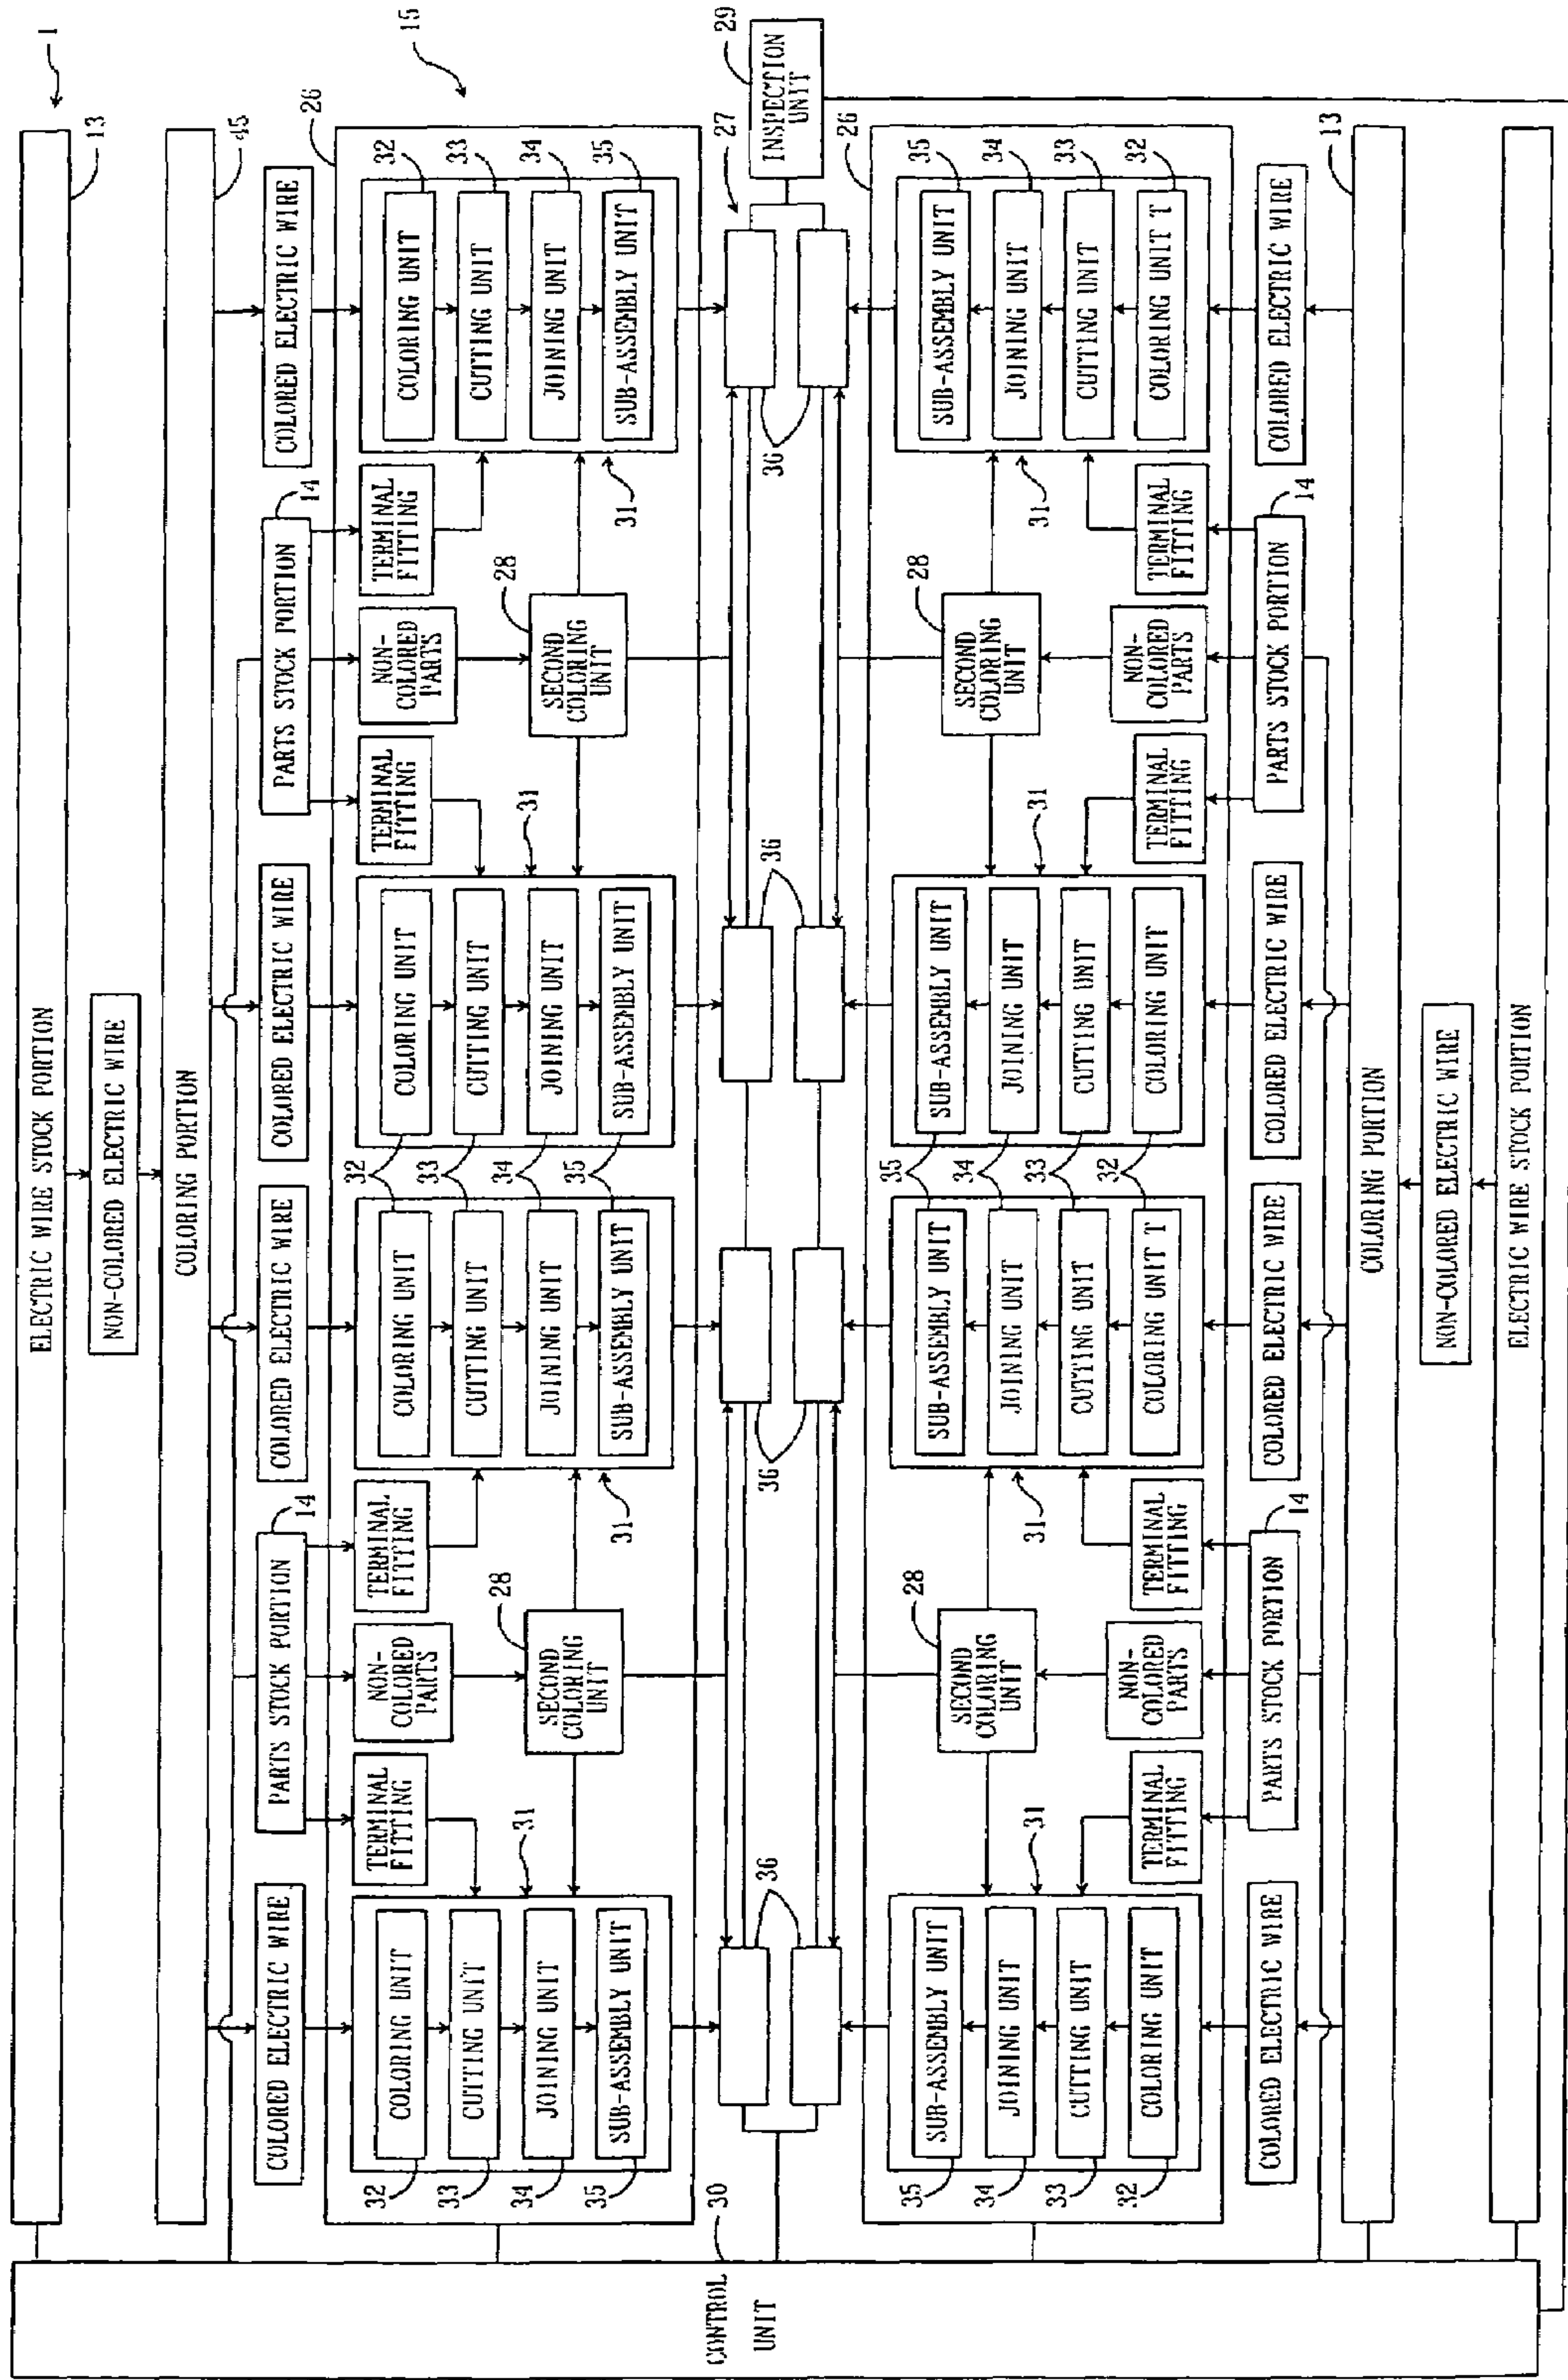 1
ELECTRIC WIRE STOCK PORTION
13
NON-COLORED ELECTRIC WIRE
COLORING PORTION
45
15
COLORED ELECTRIC WIRE
PARTS STOCK PORTION
14
COLORED ELECTRIC WIRE
COLORED ELECTRIC WIRE
PARTS STOCK PORTION
14
COLORED ELECTRIC WIRE
26
TERMINAL
FITTING
NON-
COLORED
PARTS
TERMINAL
FITTING
TERMINAL
FITTING
NON-
COLORED
PARTS
TERMINAL
FITTING
32
COLORING UNIT
33
CUTTING UNIT
34
JOINING UNIT
35
SUB-ASSEMBLY UNIT
31
28
SECOND
COLORING
UNIT
31
32
COLORING UNIT
33
CUTTING UNIT
34
JOINING UNIT
35
SUB-ASSEMBLY UNIT
COLORING UNIT
CUTTING UNIT
JOINING UNIT
SUB-ASSEMBLY UNIT
31
28
SECOND
COLORING
UNIT
31
COLORING UNIT
32
CUTTING UNIT
33
JOINING UNIT
34
SUB-ASSEMBLY UNIT
35
CONTROL
UNIT
30
36
36
36
36
27
INSPECTION
UNIT
29
26
35
SUB-ASSEMBLY UNIT
34
JOINING UNIT
33
CUTTING UNIT
32
COLORING UNIT
31
28
SECOND
COLORING
UNIT
31
SUB-ASSEMBLY UNIT
JOINING UNIT
CUTTING UNIT
COLORING UNIT T
35
34
33
32
SUB-ASSEMBLY UNIT
JOINING UNIT
CUTTING UNIT
COLORING UNIT
31
28
SECOND
COLORING
UNIT
31
SUB-ASSEMBLY UNIT
35
JOINING UNIT
34
CUTTING UNIT
33
COLORING UNIT T
32
TERMINAL
FITTING
NON-
COLORED
PARTS
TERMINAL
FITTING
TERMINAL
FITTING
NON-
COLORED
PARTS
TERMINAL
FITTING
COLORED ELECTRIC WIRE
PARTS STOCK PORTION
14
COLORED ELECTRIC WIRE
COLORED ELECTRIC WIRE
PARTS STOCK PORTION
14
COLORED ELECTRIC WIRE
COLORING PORTION
13
NON-COLORED ELECTRIC WIRE
ELECTRIC WIRE STOCK PORTION